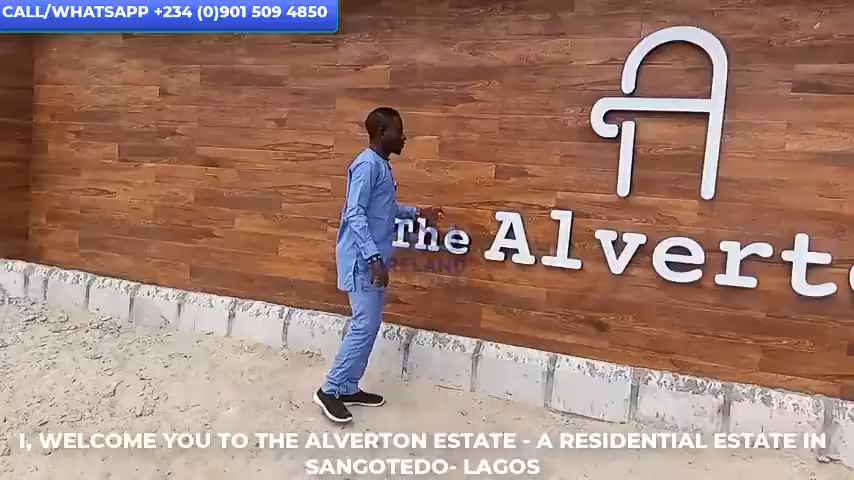 CALL/WHATSAPP +234 (0)901 509 4850
The Alverto
IRELAND
I, WELCOME YOU TO THE ALVERTON ESTATE - A RESIDENTIAL ESTATE IN
SANGOTEDO- LAGOS